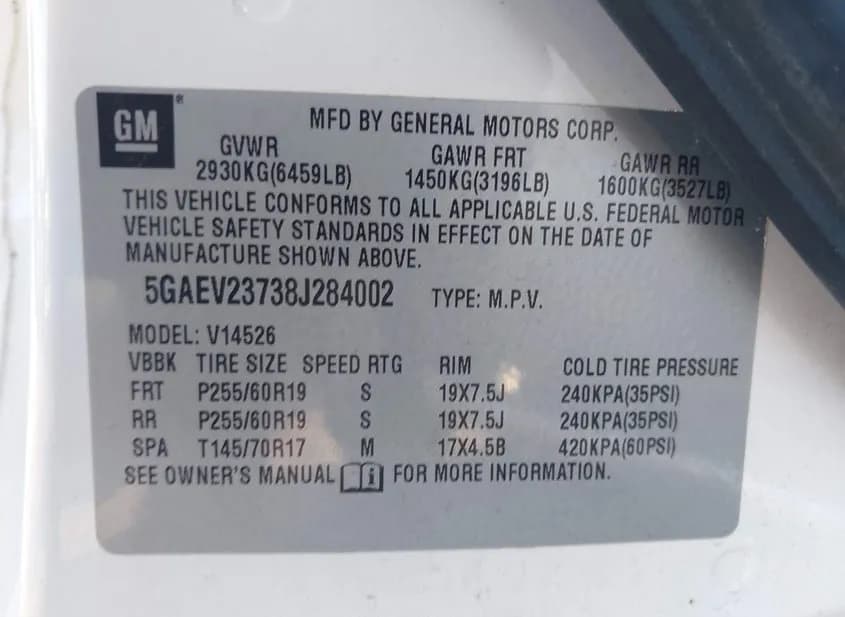 GM®
MFD BY GENERAL MOTORS CORP.
GVWR GAWR FRT GAWR RR
2930KG(6459LB) 1450KG(3196LB) 1600KG(3527LB)
THIS VEHICLE CONFORMS TO ALL APPLICABLE U.S. FEDERAL MOTOR
VEHICLE SAFETY STANDARDS IN EFFECT ON THE DATE OF
MANUFACTURE SHOWN ABOVE.
5GAEV23738J284002 TYPE: M.P.V.
MODEL: V14526
VBBK TIRE SIZE SPEED RTG RIM COLD TIRE PRESSURE
FRT P255/60R19 S 19X7.5J 240KPA(35PSI)
RR P255/60R19 S 19X7.5J 240KPA(35PSI)
SPA T145/70R17 M 17X4.5B 420KPA(60PSI)
SEE OWNER'S MANUAL i FOR MORE INFORMATION.